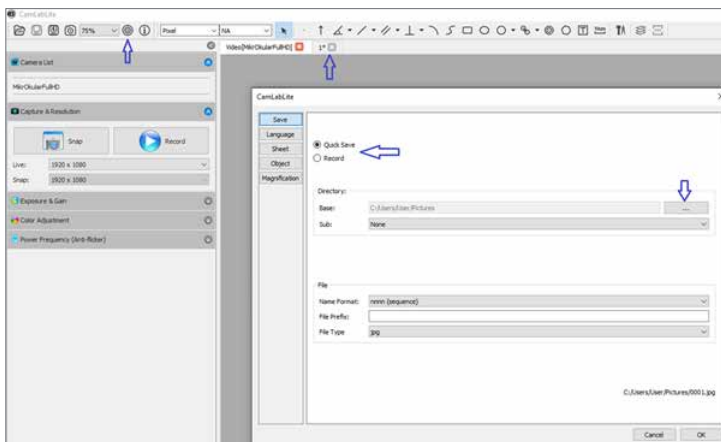 CamLabLite
75%
Pixel
NA
Camera List
MikrOkularFullHD
Capture & Resolution
Snap
Record
Live:
1920 x 1080
Snap:
1920 x 1080
Exposure & Gain
Color Adjustment
Power Frequency (Anti-flicker)
Video[MikrOkularFullHD]
1*
CamLabLite
Save
Language
Sheet
Object
Magnification
Quick Save
Record
Directory:
Base:
C:/Users/User/Pictures
...
Sub:
None
File
Name Format:
nnnn (sequence)
File Prefix:
File Type
jpg
C:/Users/User/Pictures/0001.jpg
Cancel
OK